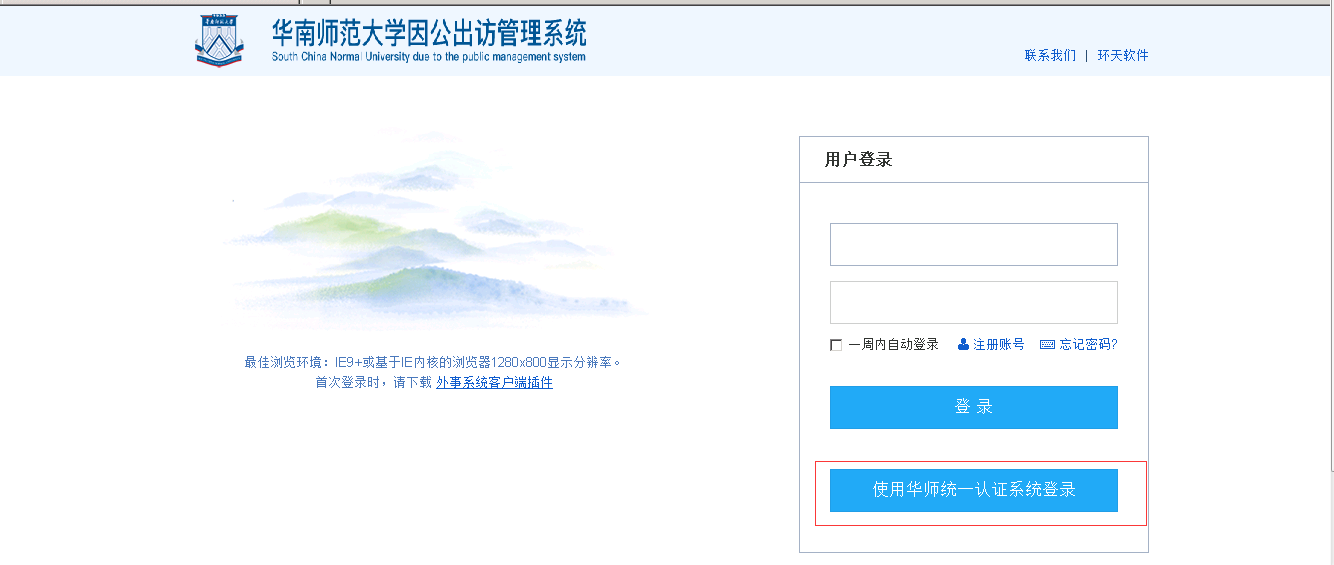 华南师范大学因公出访管理系统
South China Normal University due to the public management system
联系我们 | 环天软件
用户登录
一周内自动登录 注册账号 忘记密码?
登 录
使用华师统一认证系统登录
最佳浏览环境：IE9+或基于IE内核的浏览器1280x800显示分辨率。
首次登录时，请下载 外事系统客户端插件